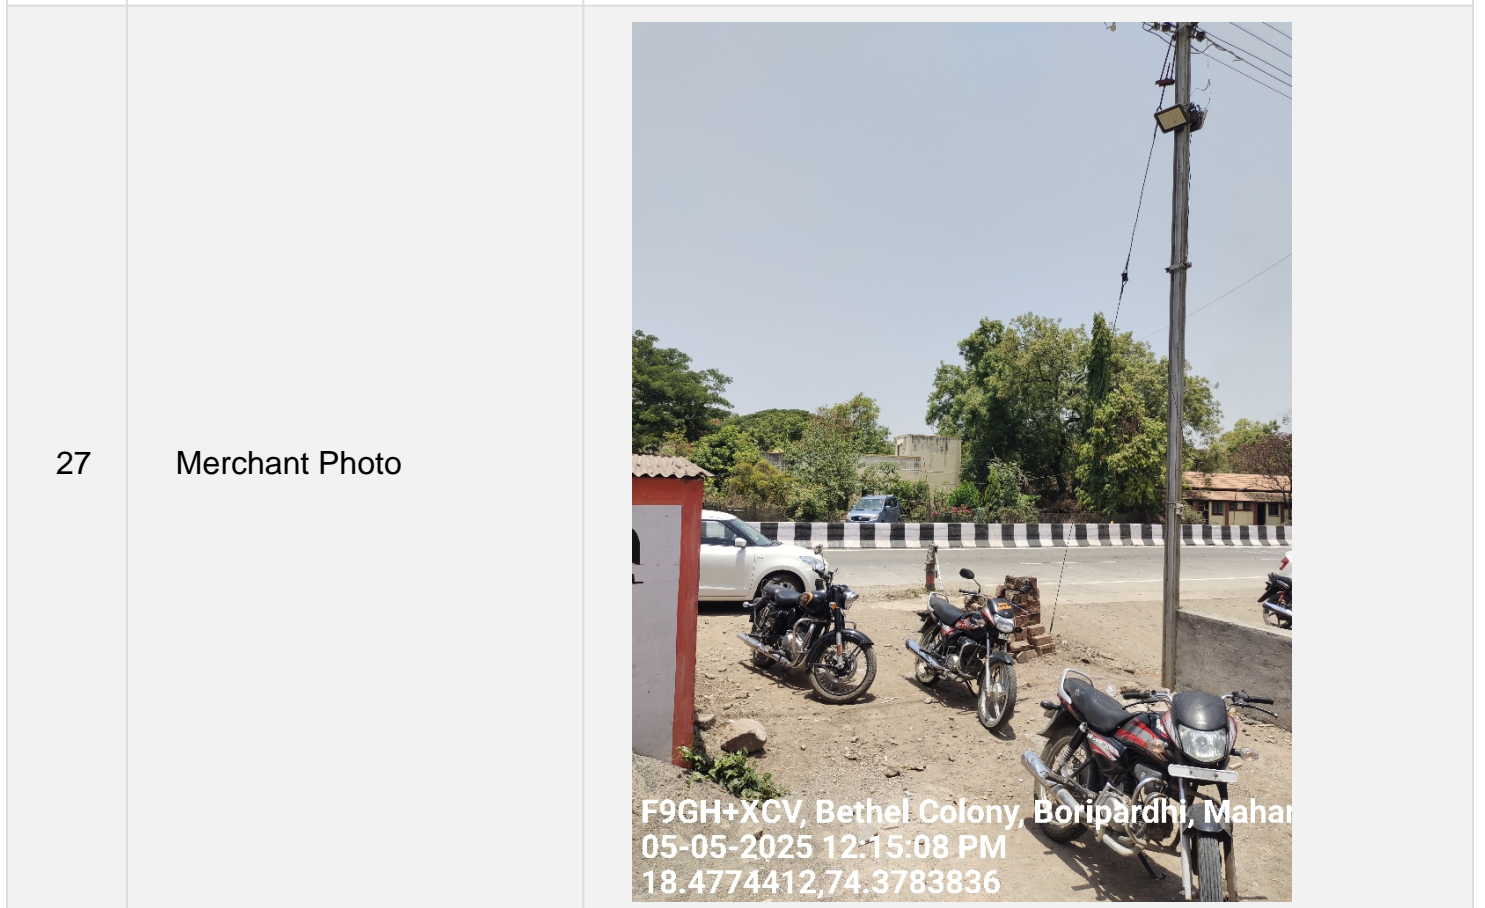 27
Merchant Photo
F9GH+XCV, Bethel Colony, Boripardhi, Mahar
05-05-2025 12:15:08 PM
18.4774412,74.3783836